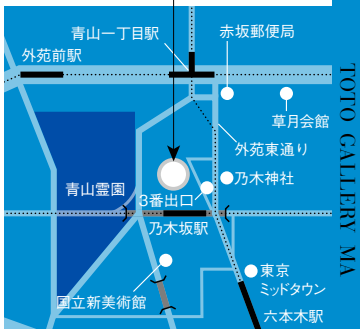 青山一丁目駅
赤坂郵便局
外苑前駅
草月会館
外苑東通り
青山霊園
乃木神社
3番出口
乃木坂駅
東京
ミッドタウン
国立新美術館
六本木駅
TOTO GALLERY MA